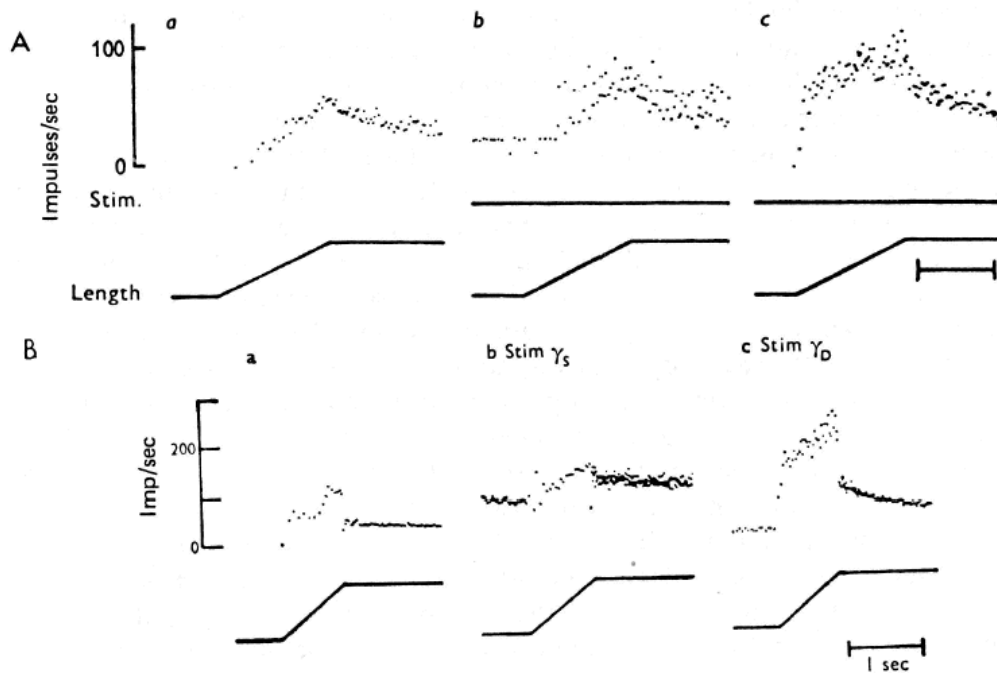 A
a
b
c
100
0
Impulses/sec
Stim.
Length
B
a
b Stim γS
c Stim γD
200
0
Imp/sec
1 sec